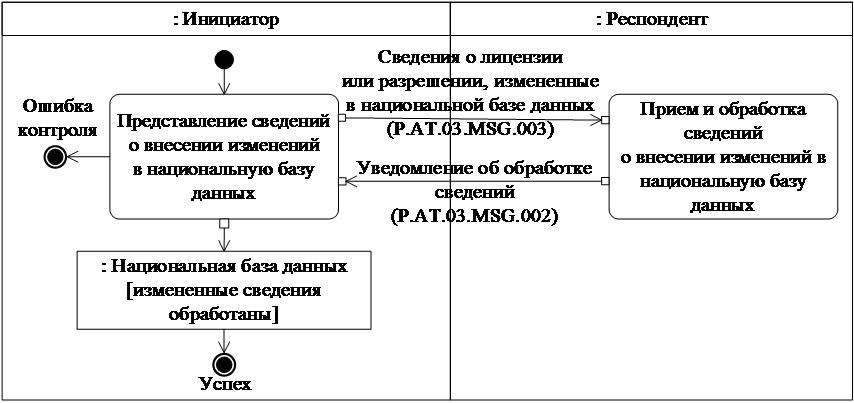 : Инициатор
: Респондент
Сведения о лицензии
или разрешении, измененные
в национальной базе данных
(P.AT.03.MSG.003)
Ошибка
контроля
Представление сведений
о внесении изменений
в национальную базу
данных
Прием и обработка
сведений
о внесении изменений в
национальную базу
данных
Уведомление об обработке
сведений
(P.AT.03.MSG.002)
: Национальная база данных
[измененные сведения
обработаны]
Успех